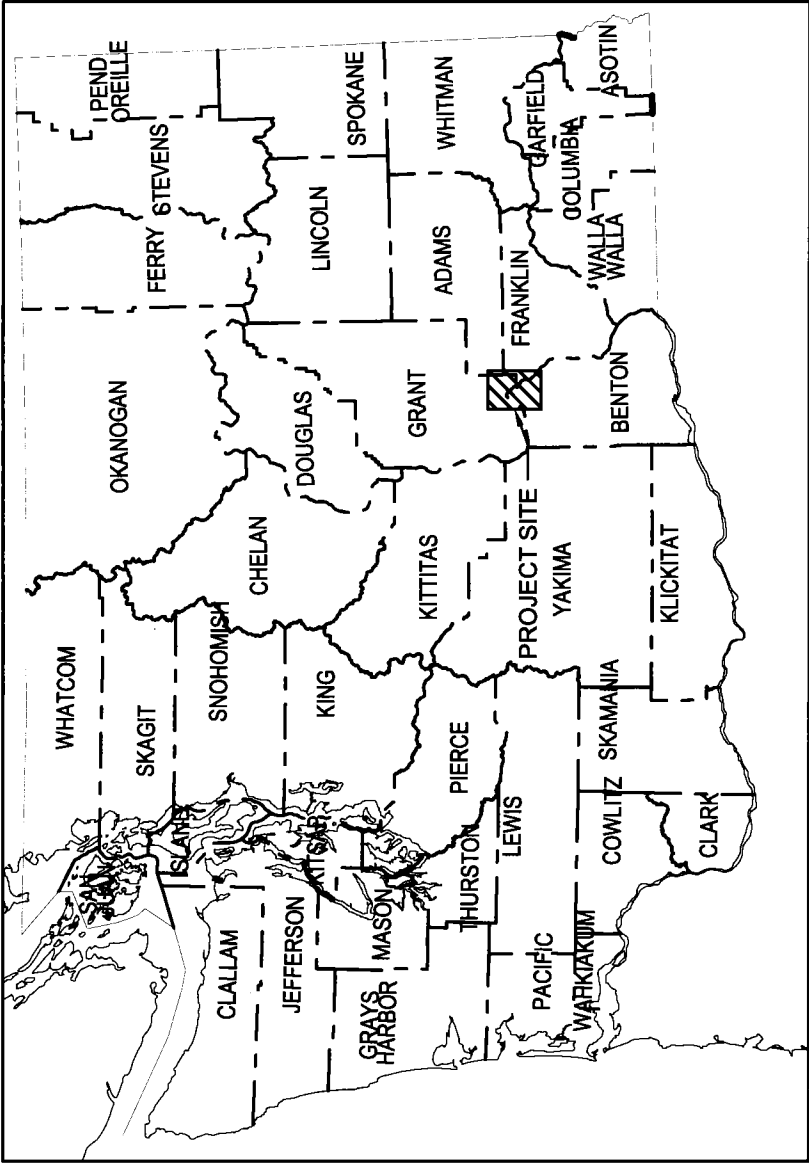 WHATCOM
OKANOGAN
FERRY
STEVENS
PEND
OREILLE
SAN
JUAN
SKAGIT
ISLAND
SNOHOMISH
CHELAN
DOUGLAS
LINCOLN
SPOKANE
CLALLAM
JEFFERSON
KITSAP
KING
GRANT
ADAMS
WHITMAN
GRAYS
HARBOR
MASON
PIERCE
KITTITAS
THURSTON
LEWIS
PROJECT SITE
YAKIMA
FRANKLIN
GARFIELD
COLUMBIA
WALLA
WALLA
ASOTIN
PACIFIC
WAHKIAKUM
COWLITZ
SKAMANIA
BENTON
CLARK
KLICKITAT